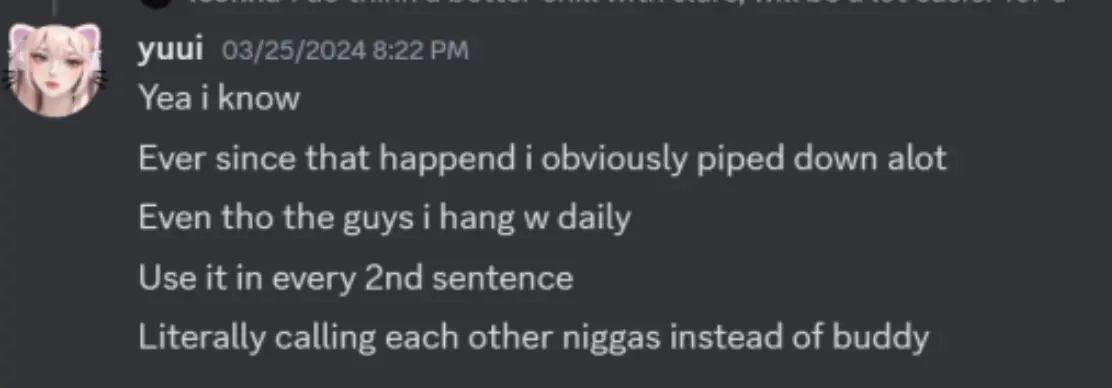 yuui 03/25/2024 8:22 PM
Yea i know
Ever since that happend i obviously piped down alot
Even tho the guys i hang w daily
Use it in every 2nd sentence
Literally calling each other niggas instead of buddy